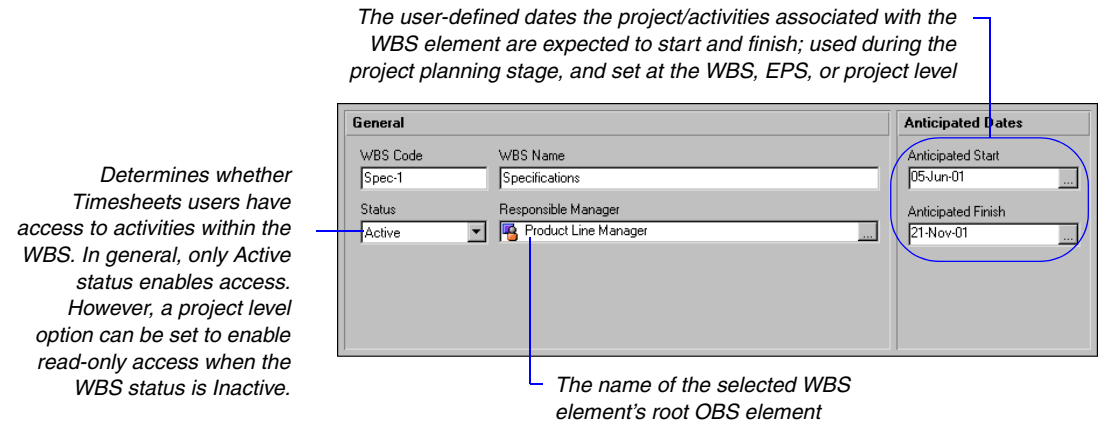 The user-defined dates the project/activities associated with the
WBS element are expected to start and finish; used during the
project planning stage, and set at the WBS, EPS, or project level
General
Anticipated Dates
WBS Code
WBS Name
Anticipated Start
Spec-1
Specifications
05-Jun-01
...
Status
Responsible Manager
Anticipated Finish
Active
Product Line Manager
...
21-Nov-01
...
Determines whether
Timesheets users have
access to activities within the
WBS. In general, only Active
status enables access.
However, a project level
option can be set to enable
read-only access when the
WBS status is Inactive.
The name of the selected WBS
element's root OBS element